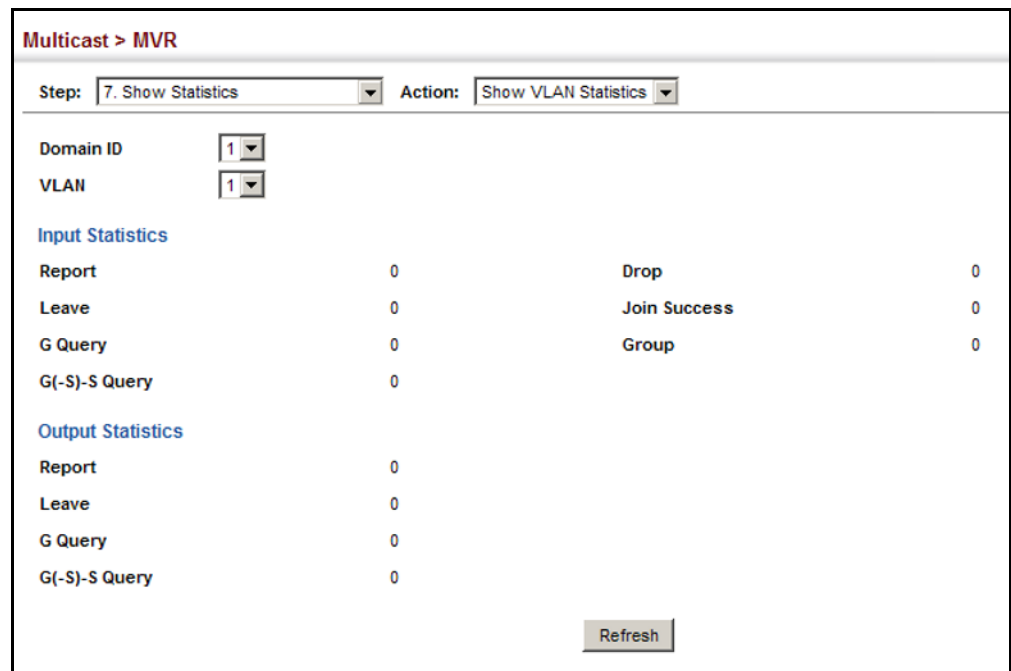 Multicast > MVR
Step: 7. Show Statistics Action: Show VLAN Statistics
Domain ID 1
VLAN 1
Input Statistics
Report 0 Drop 0
Leave 0 Join Success 0
G Query 0 Group 0
G(-S)-S Query 0
Output Statistics
Report 0
Leave 0
G Query 0
G(-S)-S Query 0
Refresh